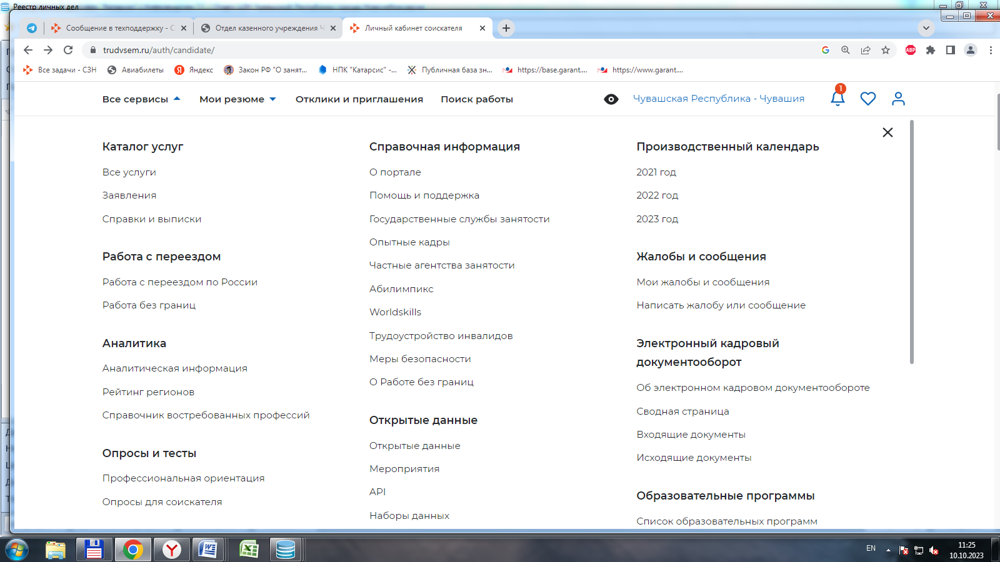 Реестр личных дел
Сообщение в техподдержку - С
Отдел казенного учреждения Ч
Личный кабинет соискателя
trudvsem.ru/auth/candidate/
ABP
Все задачи - СЗН
Авиабилеты
Яндекс
Закон РФ "О занят...
НПК "Катарсис" -...
Публичная база зн...
https://base.garant....
https://www.garant....
Все сервисы
Мои резюме
Отклики и приглашения
Поиск работы
Чувашская Республика - Чувашия
1
Каталог услуг
Все услуги
Заявления
Справки и выписки
Работа с переездом
Работа с переездом по России
Работа без границ
Аналитика
Аналитическая информация
Рейтинг регионов
Справочник востребованных профессий
Опросы и тесты
Профессиональная ориентация
Опросы для соискателя
Справочная информация
О портале
Помощь и поддержка
Государственные службы занятости
Опытные кадры
Частные агентства занятости
Абилимпикс
Worldskills
Трудоустройство инвалидов
Меры безопасности
О Работе без границ
Открытые данные
Открытые данные
Мероприятия
API
Наборы данных
Производственный календарь
2021 год
2022 год
2023 год
Жалобы и сообщения
Мои жалобы и сообщения
Написать жалобу или сообщение
Электронный кадровый
документооборот
Об электронном кадровом документообороте
Сводная страница
Входящие документы
Исходящие документы
Образовательные программы
Список образовательных программ
EN
11:25
10.10.2023